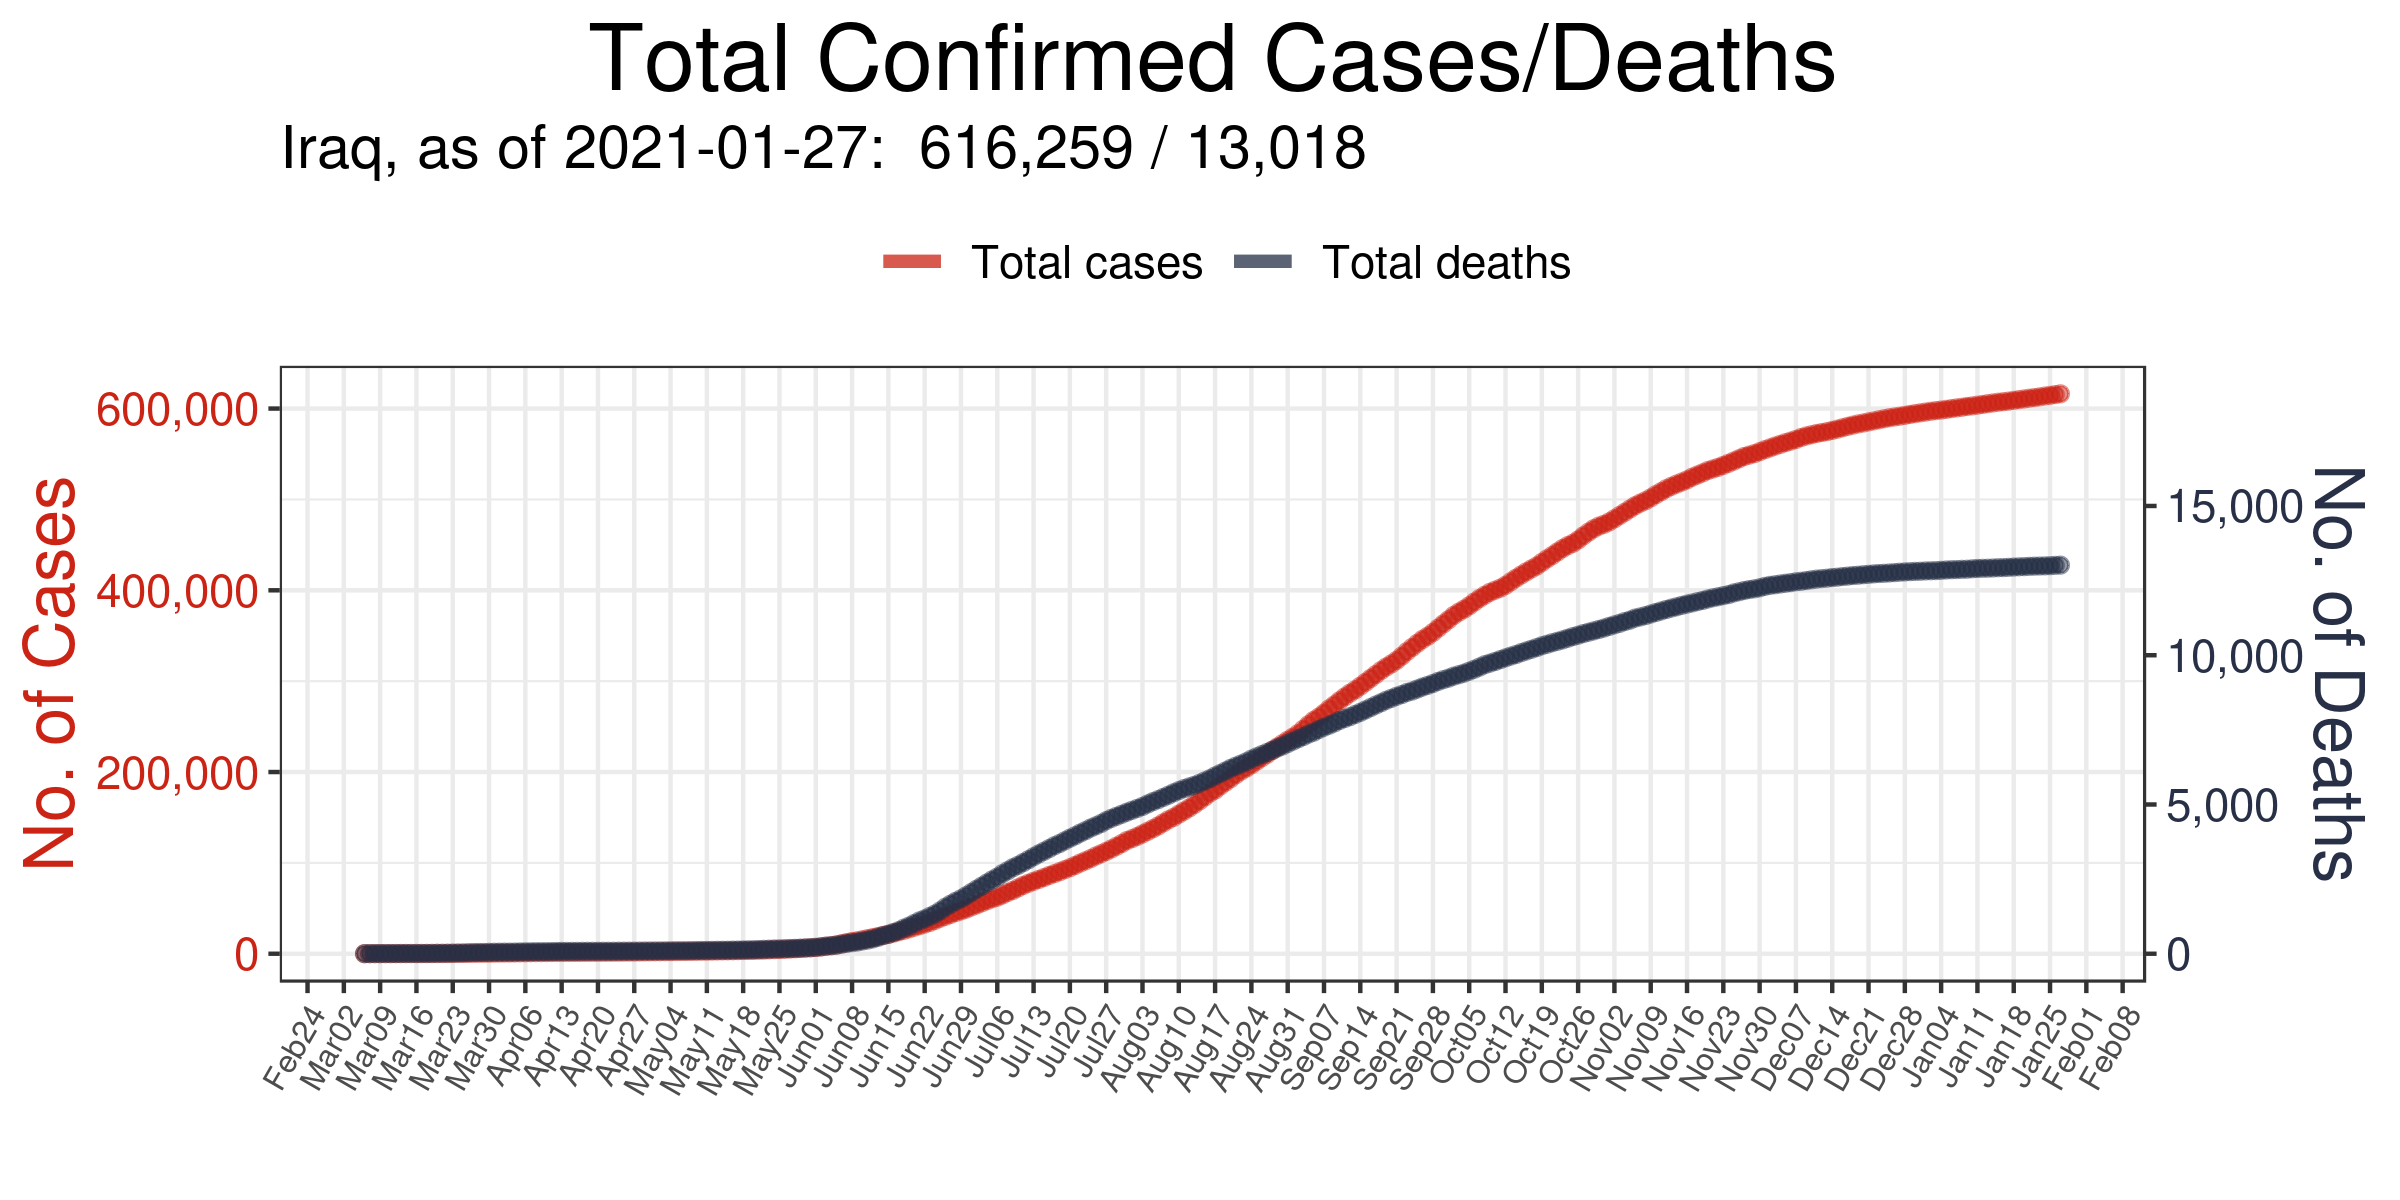 Total Confirmed Cases/Deaths
Iraq, as of 2021-01-27:  616,259 / 13,018
Total cases
Total deaths
No. of Cases
600,000
400,000
200,000
0
15,000
10,000
5,000
0
No. of Deaths
Feb24
Mar02
Mar09
Mar16
Mar23
Mar30
Apr06
Apr13
Apr20
Apr27
May04
May11
May18
May25
Jun01
Jun08
Jun15
Jun22
Jun29
Jul06
Jul13
Jul20
Jul27
Aug03
Aug10
Aug17
Aug24
Aug31
Sep07
Sep14
Sep21
Sep28
Oct05
Oct12
Oct19
Oct26
Nov02
Nov09
Nov16
Nov23
Nov30
Dec07
Dec14
Dec21
Dec28
Jan04
Jan11
Jan18
Jan25
Feb01
Feb08